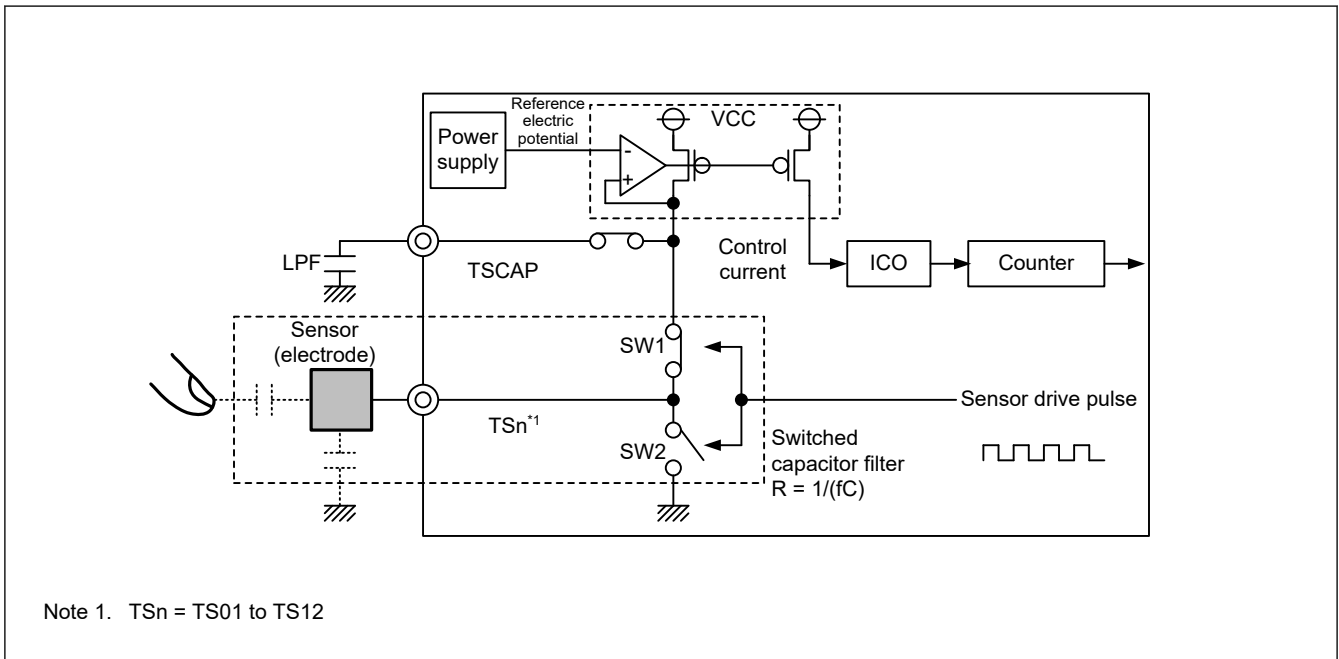 Power
supply
Reference
electric
potential
-
+
VCC
LPF
TSCAP
Control
current
ICO
Counter
Sensor
(electrode)
SW1
TSn*1
SW2
Sensor drive pulse
Switched
capacitor filter
R = 1/(fC)
Note 1. TSn = TS01 to TS12